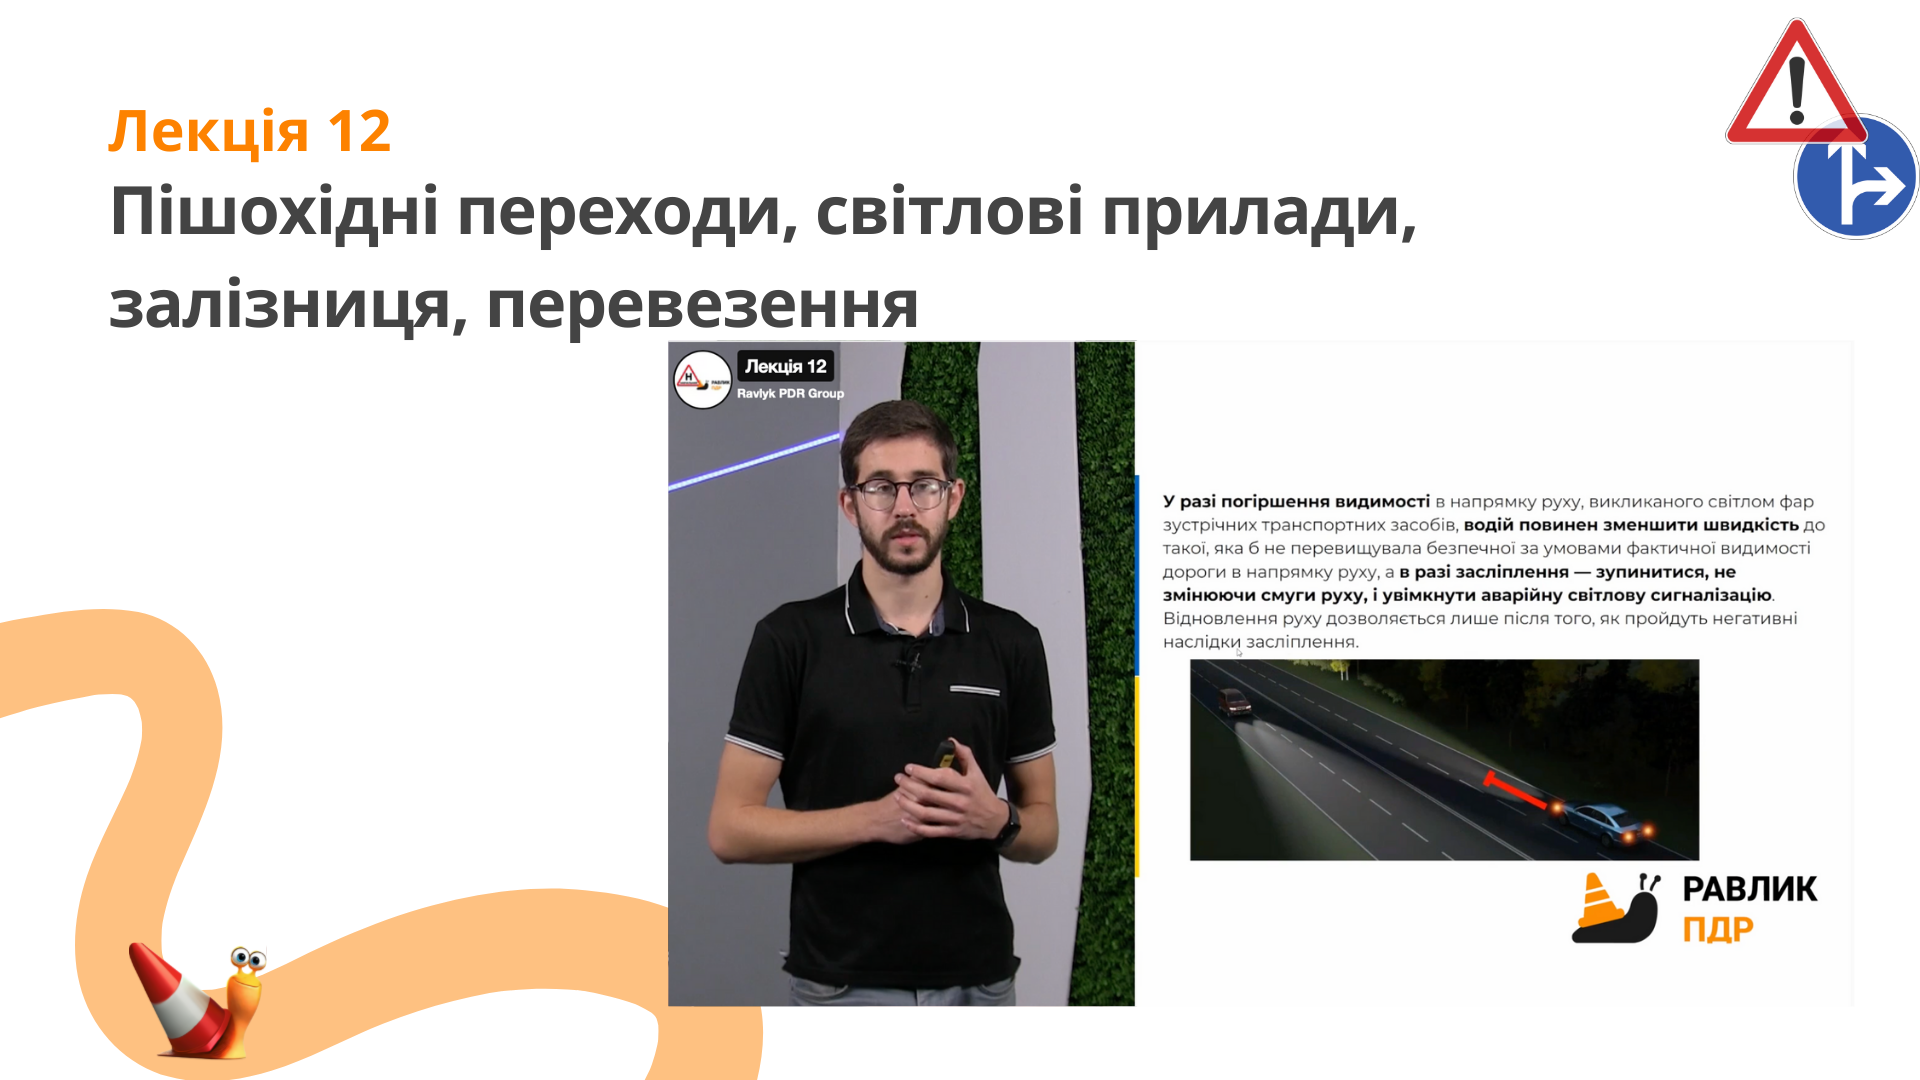 Лекція 12
Пішохідні переходи, світлові прилади,
залізниця, перевезення
Н
РАВЛИК
ПДР
Лекція 12
Ravlyk PDR Group
У разі погіршення видимості в напрямку руху, викликаного світлом фар
зустрічних транспортних засобів, водій повинен зменшити швидкість до
такої, яка б не перевищувала безпечної за умовами фактичної видимості
дороги в напрямку руху, а в разі засліплення — зупинитися, не
змінюючи смуги руху, і увімкнути аварійну світлову сигналізацію.
Відновлення руху дозволяється лише після того, як пройдуть негативні
наслідки засліплення.
РАВЛИК
ПДР